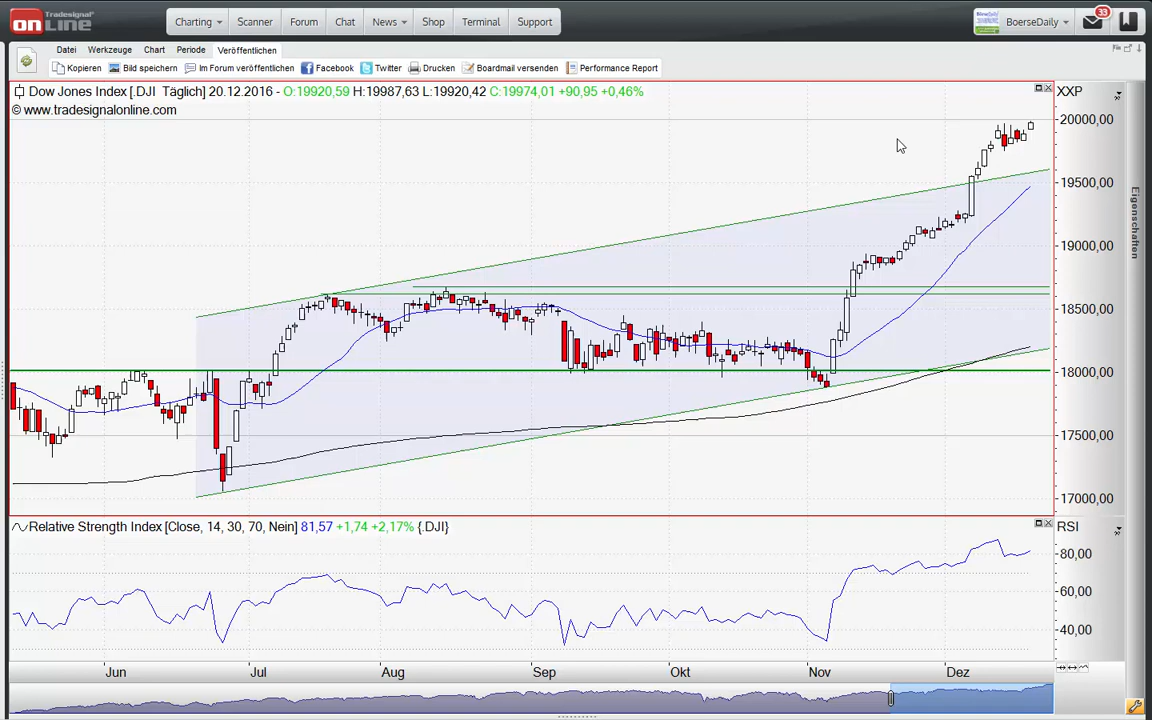 Tradesignal
onLine
Charting
Scanner
Forum
Chat
News
Shop
Terminal
Support
BoerseDaily
33
Datei
Werkzeuge
Chart
Periode
Veröffentlichen
Kopieren
Bild speichern
Im Forum veröffentlichen
Facebook
Twitter
Drucken
Boardmail versenden
Performance Report
Dow Jones Index [.DJI Täglich] 20.12.2016 - O:19920,59 H:19987,63 L:19920,42 C:19974,01 +90,95 +0,46%
© www.tradesignalonline.com
XXP
20000,00
19500,00
19000,00
18500,00
18000,00
17500,00
17000,00
Eigenschaften
Relative Strength Index [Close, 14, 30, 70, Nein] 81,57 +1,74 +2,17% {.DJI}
RSI
80,00
60,00
40,00
Jun
Jul
Aug
Sep
Okt
Nov
Dez